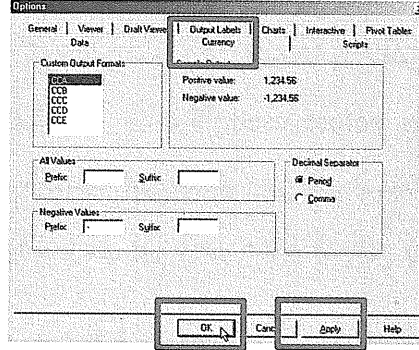 Options
General Viewer Draft Viewer Output Labels Charts Interactive Pivot Tables
Data Currency Scripts
Custom Output Formats
Sample Output
CCA
CCB
CCC
CCD
CCE
Positive value: 1,234.56
Negative value: -1,234.56
All Values
Prefix: Suffix:
Decimal Separator
Period
Comma
Negative Values
Prefix: - Suffix:
OK Canc Apply Help